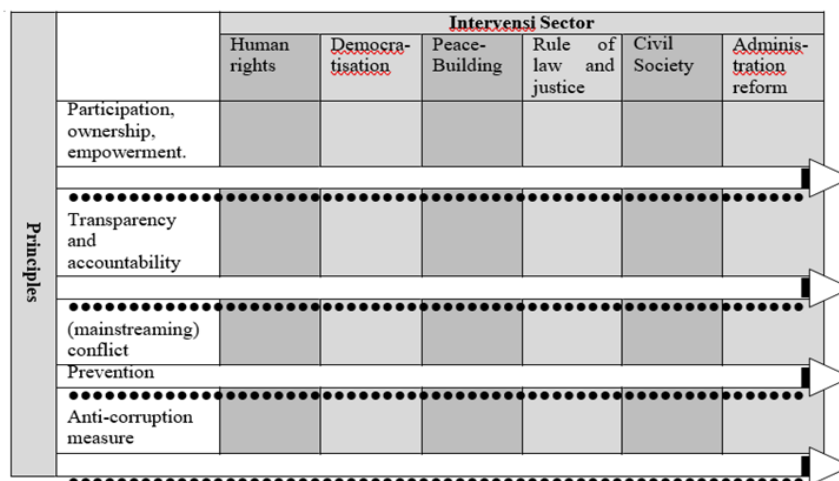 Intervensi Sector
Human
rights
Democra-
tisation
Peace-
Building
Rule of
law and
justice
Civil
Society
Adminis-
tration
reform
Principles
Participation,
ownership,
empowerment.
Transparency
and
accountability
(mainstreaming)
conflict
Prevention
Anti-corruption
measure